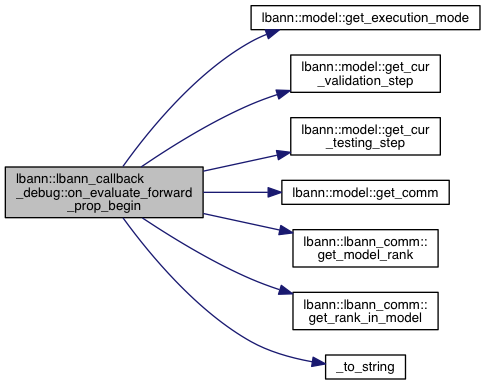 lbann::model::get_execution_mode
lbann::model::get_cur
_validation_step
lbann::model::get_cur
_testing_step
lbann::lbann_callback
_debug::on_evaluate_forward
_prop_begin
lbann::model::get_comm
lbann::lbann_comm::
get_model_rank
lbann::lbann_comm::
get_rank_in_model
_to_string